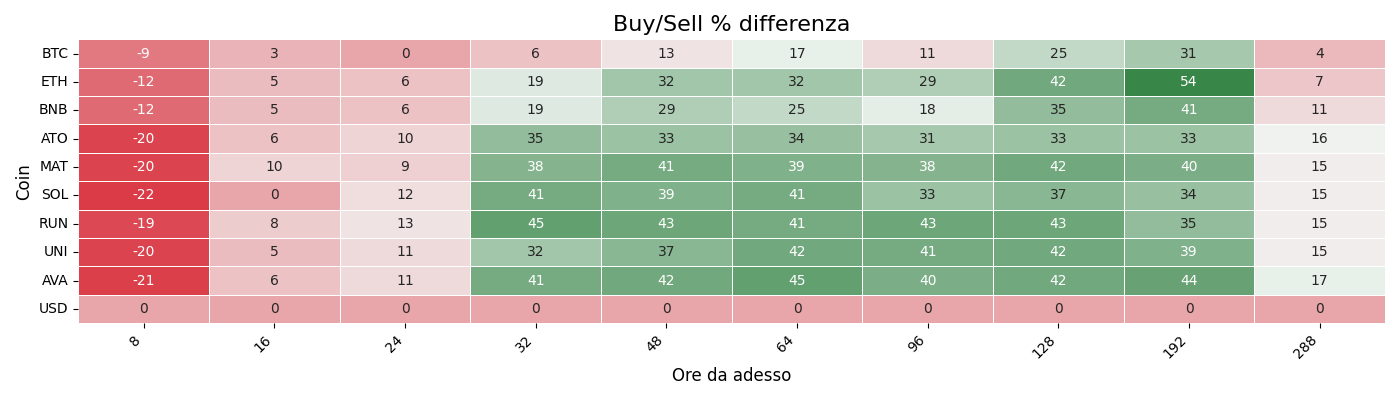 Buy/Sell % differenza
Coin
BTC -9 3 0 6 13 17 11 25 31 4
ETH -12 5 6 19 32 32 29 42 54 7
BNB -12 5 6 19 29 25 18 35 41 11
ATO -20 6 10 35 33 34 31 33 33 16
MAT -20 10 9 38 41 39 38 42 40 15
SOL -22 0 12 41 39 41 33 37 34 15
RUN -19 8 13 45 43 41 43 43 35 15
UNI -20 5 11 32 37 42 41 42 39 15
AVA -21 6 11 41 42 45 40 42 44 17
USD 0 0 0 0 0 0 0 0 0 0
8 16 24 32 48 64 96 128 192 288
Ore da adesso